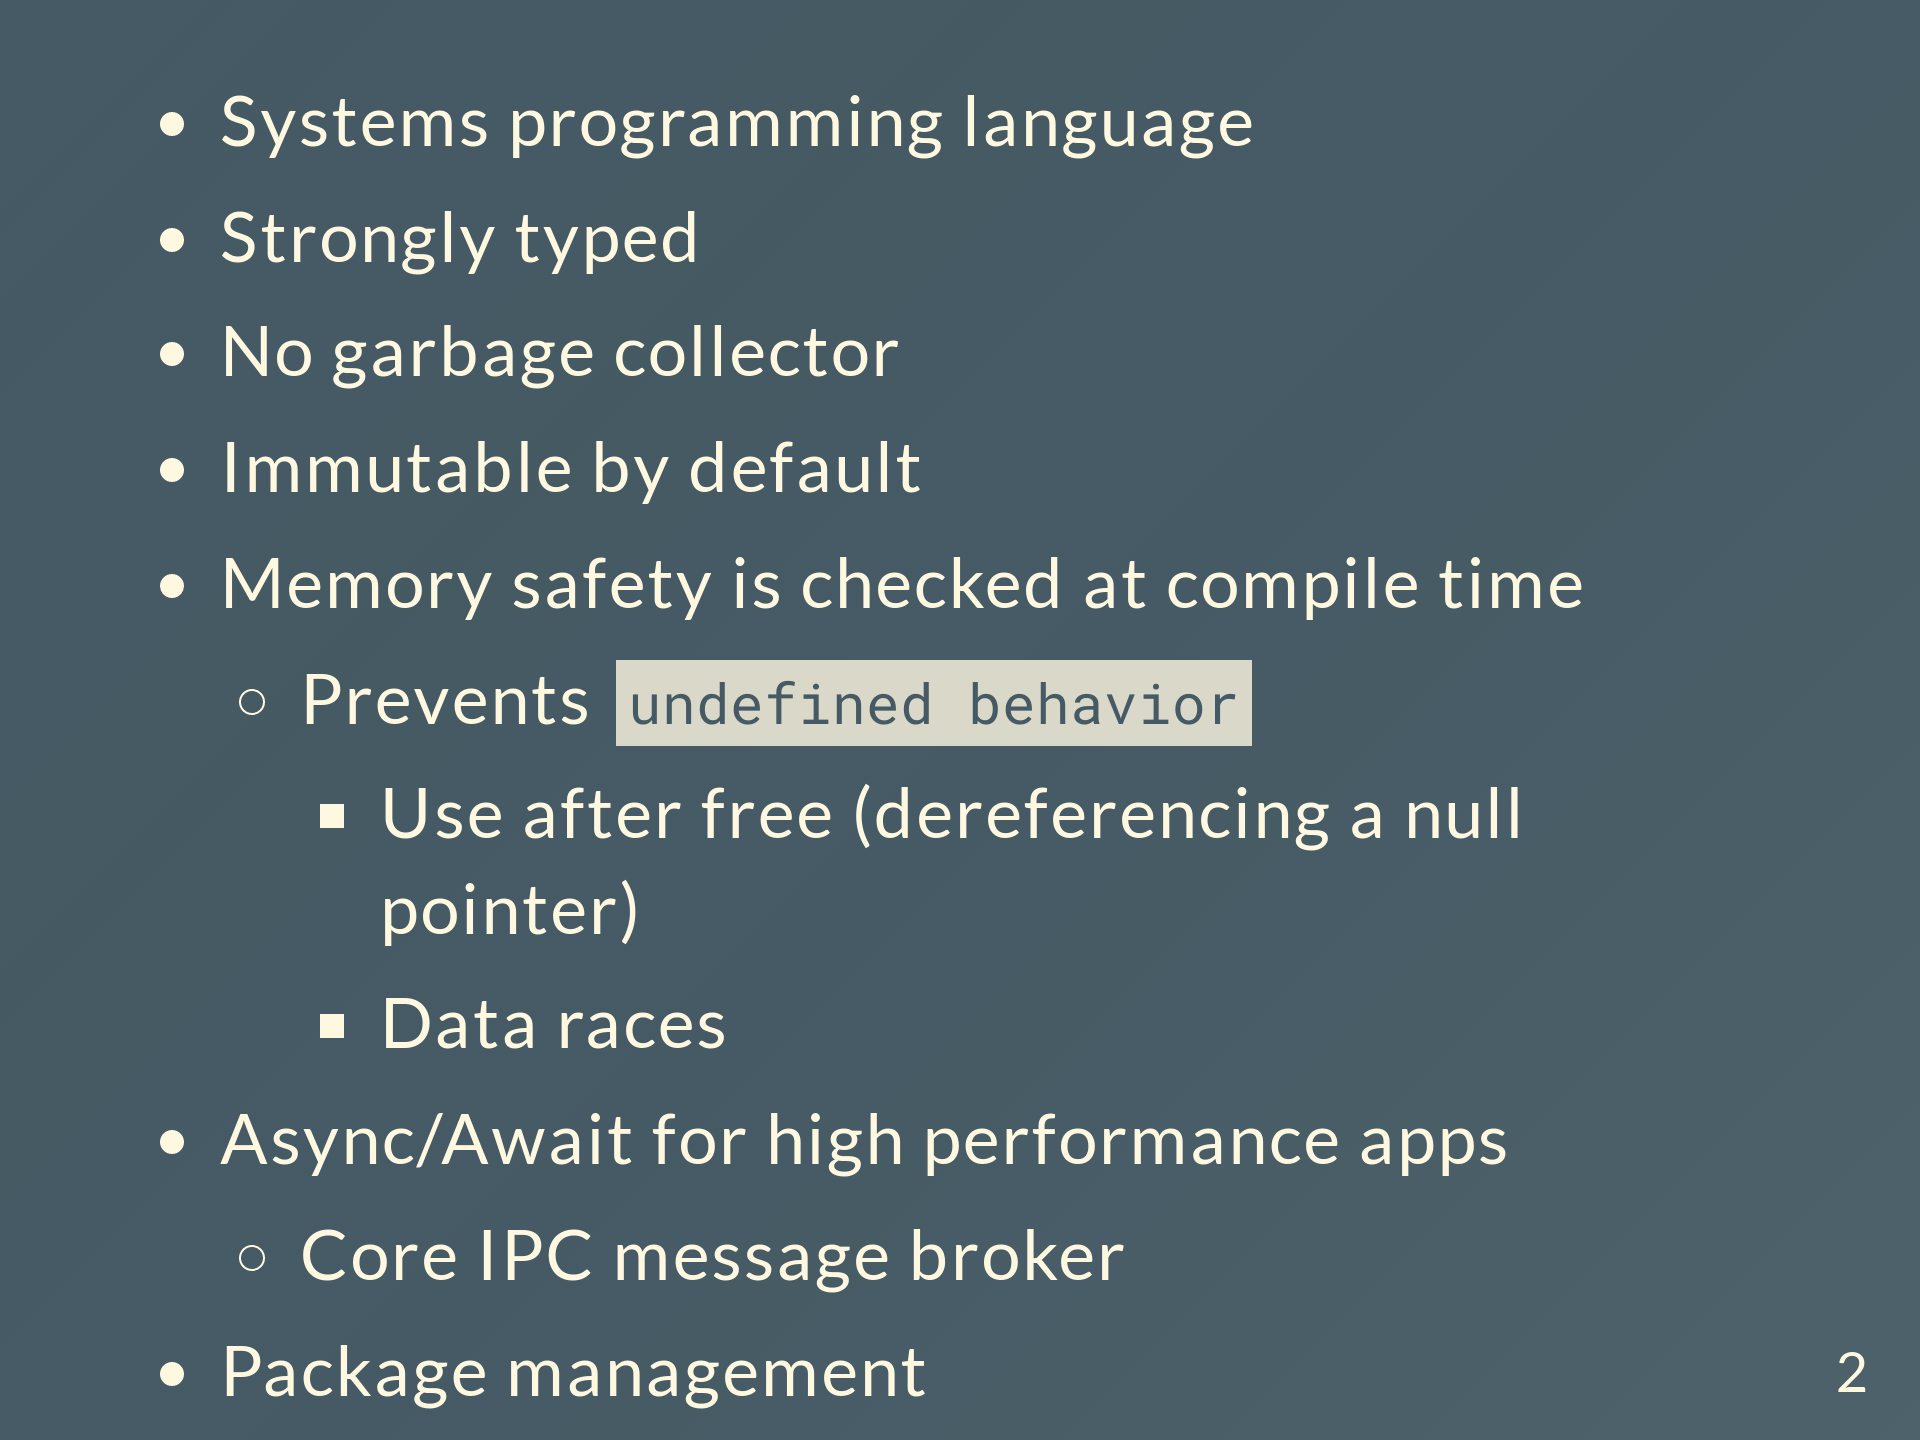 Systems programming language
Strongly typed
No garbage collector
Immutable by default
Memory safety is checked at compile time
Prevents undefined behavior
Use after free (dereferencing a null
pointer)
Data races
Async/Await for high performance apps
Core IPC message broker
Package management
2